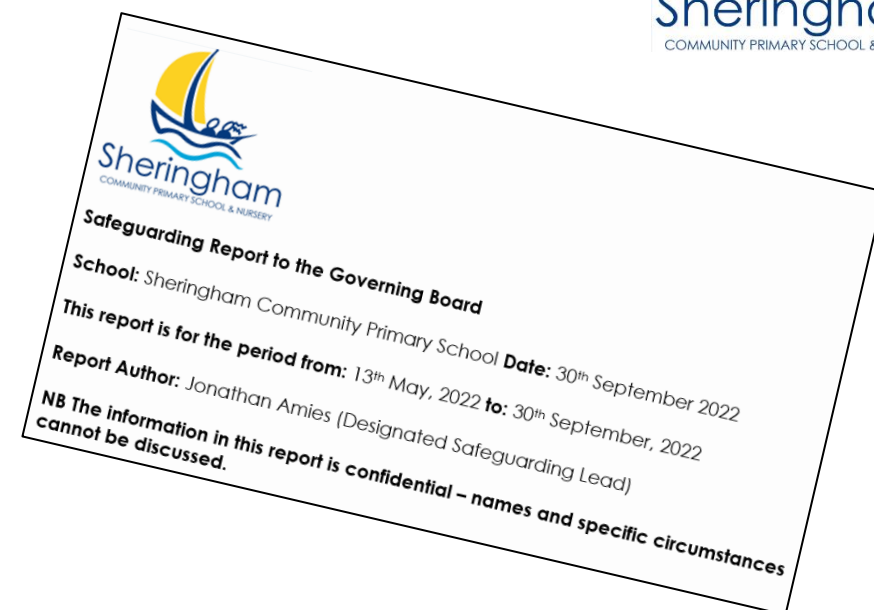 Sheringh
COMMUNITY PRIMARY SCHOOL &
Sheringham
COMMUNITY PRIMARY SCHOOL & NURSERY
Safeguarding Report to the Governing Board
School: Sheringham Community Primary School Date: 30th September 2022
This report is for the period from: 13th May, 2022 to: 30th September, 2022
Report Author: Jonathan Amies (Designated Safeguarding Lead)
NB The information in this report is confidential – names and specific circumstances
cannot be discussed.